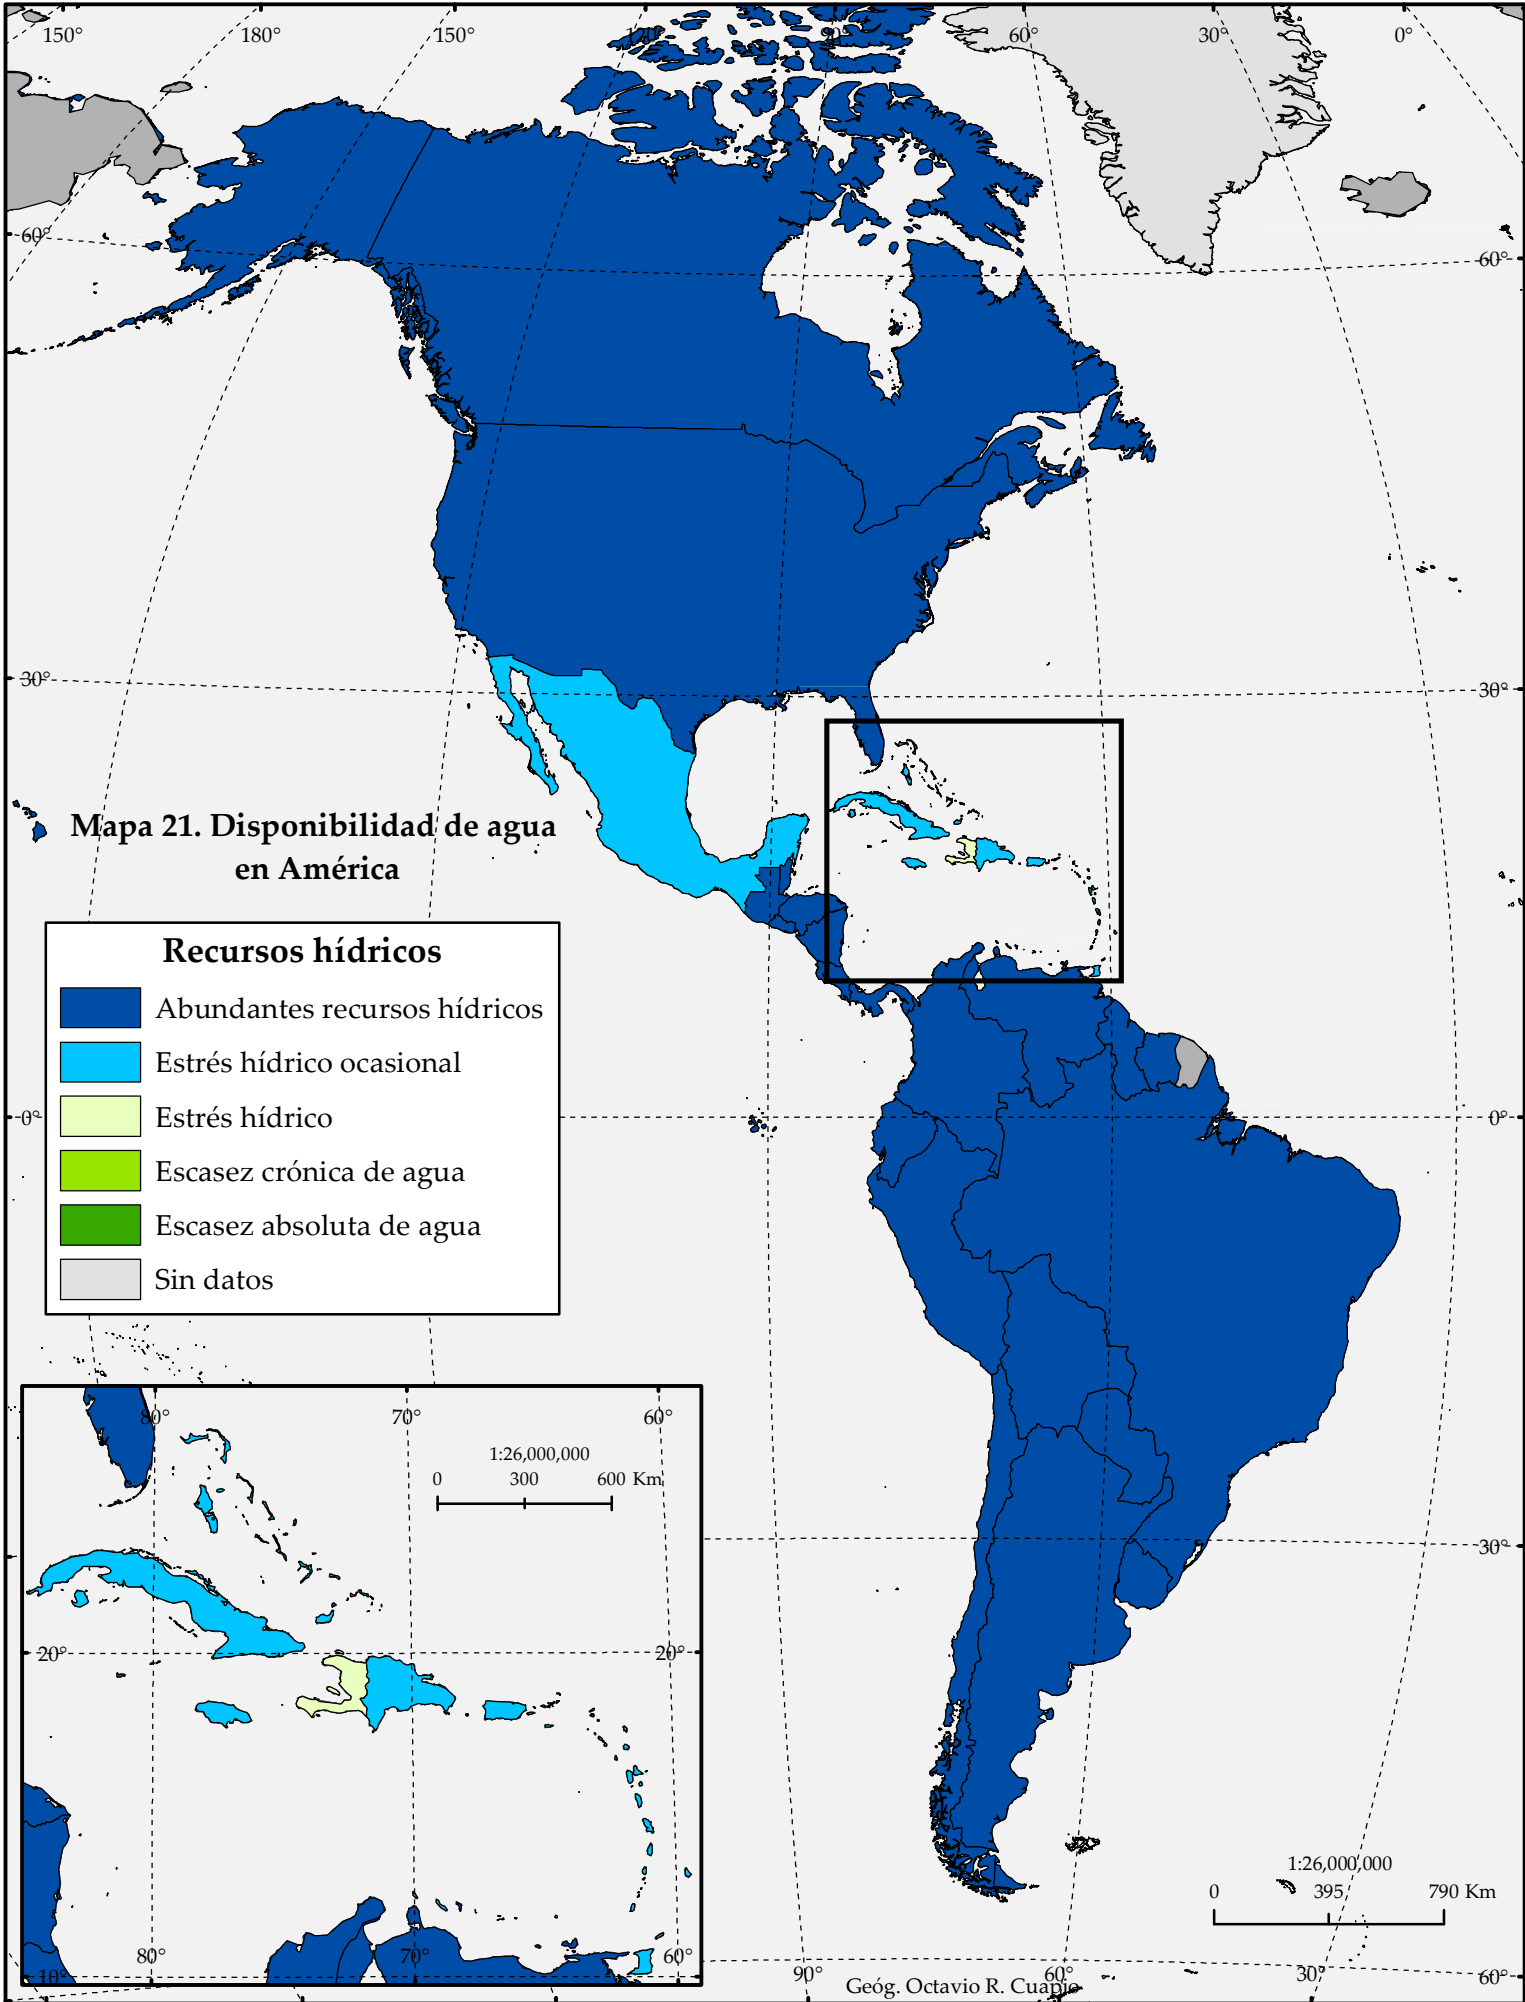 150°
180°
150°
120°
90°
60°
30°
0°
60°
60°
30°
30°
Mapa 21. Disponibilidad de agua
en América
Recursos hídricos
Abundantes recursos hídricos
Estrés hídrico ocasional
Estrés hídrico
Escasez crónica de agua
Escasez absoluta de agua
Sin datos
0°
0°
80°
70°
60°
1:26,000,000
0 300 600 Km
30°
20°
20°
1:26,000,000
0 395 790 Km
80°
70°
60°
10°
90°
60°
30°
60°
Geóg. Octavio R. Cuapio